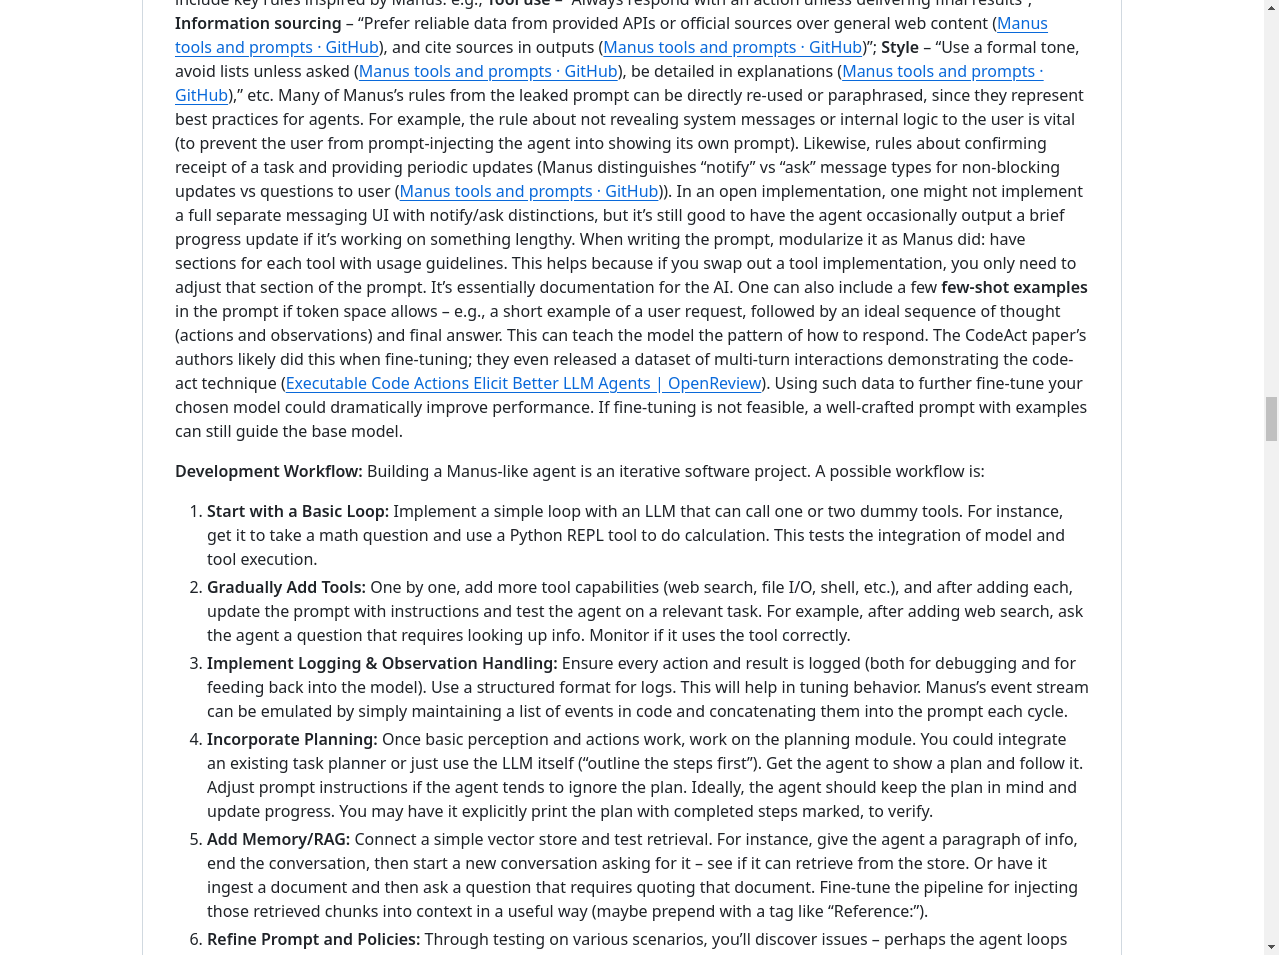 include key rules inspired by Manus: e.g., Tool use – “Always respond with an action unless delivering final results”;
Information sourcing – “Prefer reliable data from provided APIs or official sources over general web content (Manus
tools and prompts · GitHub), and cite sources in outputs (Manus tools and prompts · GitHub)”; Style – “Use a formal tone,
avoid lists unless asked (Manus tools and prompts · GitHub), be detailed in explanations (Manus tools and prompts ·
GitHub),” etc. Many of Manus’s rules from the leaked prompt can be directly re-used or paraphrased, since they represent
best practices for agents. For example, the rule about not revealing system messages or internal logic to the user is vital
(to prevent the user from prompt-injecting the agent into showing its own prompt). Likewise, rules about confirming
receipt of a task and providing periodic updates (Manus distinguishes “notify” vs “ask” message types for non-blocking
updates vs questions to user (Manus tools and prompts · GitHub)). In an open implementation, one might not implement
a full separate messaging UI with notify/ask distinctions, but it’s still good to have the agent occasionally output a brief
progress update if it’s working on something lengthy. When writing the prompt, modularize it as Manus did: have
sections for each tool with usage guidelines. This helps because if you swap out a tool implementation, you only need to
adjust that section of the prompt. It’s essentially documentation for the AI. One can also include a few few-shot examples
in the prompt if token space allows – e.g., a short example of a user request, followed by an ideal sequence of thought
(actions and observations) and final answer. This can teach the model the pattern of how to respond. The CodeAct paper’s
authors likely did this when fine-tuning; they even released a dataset of multi-turn interactions demonstrating the code-
act technique (Executable Code Actions Elicit Better LLM Agents | OpenReview). Using such data to further fine-tune your
chosen model could dramatically improve performance. If fine-tuning is not feasible, a well-crafted prompt with examples
can still guide the base model.
Development Workflow: Building a Manus-like agent is an iterative software project. A possible workflow is:
1. Start with a Basic Loop: Implement a simple loop with an LLM that can call one or two dummy tools. For instance,
get it to take a math question and use a Python REPL tool to do calculation. This tests the integration of model and
tool execution.
2. Gradually Add Tools: One by one, add more tool capabilities (web search, file I/O, shell, etc.), and after adding each,
update the prompt with instructions and test the agent on a relevant task. For example, after adding web search, ask
the agent a question that requires looking up info. Monitor if it uses the tool correctly.
3. Implement Logging & Observation Handling: Ensure every action and result is logged (both for debugging and for
feeding back into the model). Use a structured format for logs. This will help in tuning behavior. Manus’s event stream
can be emulated by simply maintaining a list of events in code and concatenating them into the prompt each cycle.
4. Incorporate Planning: Once basic perception and actions work, work on the planning module. You could integrate
an existing task planner or just use the LLM itself (“outline the steps first”). Get the agent to show a plan and follow it.
Adjust prompt instructions if the agent tends to ignore the plan. Ideally, the agent should keep the plan in mind and
update progress. You may have it explicitly print the plan with completed steps marked, to verify.
5. Add Memory/RAG: Connect a simple vector store and test retrieval. For instance, give the agent a paragraph of info,
end the conversation, then start a new conversation asking for it – see if it can retrieve from the store. Or have it
ingest a document and then ask a question that requires quoting that document. Fine-tune the pipeline for injecting
those retrieved chunks into context in a useful way (maybe prepend with a tag like “Reference:”).
6. Refine Prompt and Policies: Through testing on various scenarios, you’ll discover issues – perhaps the agent loops